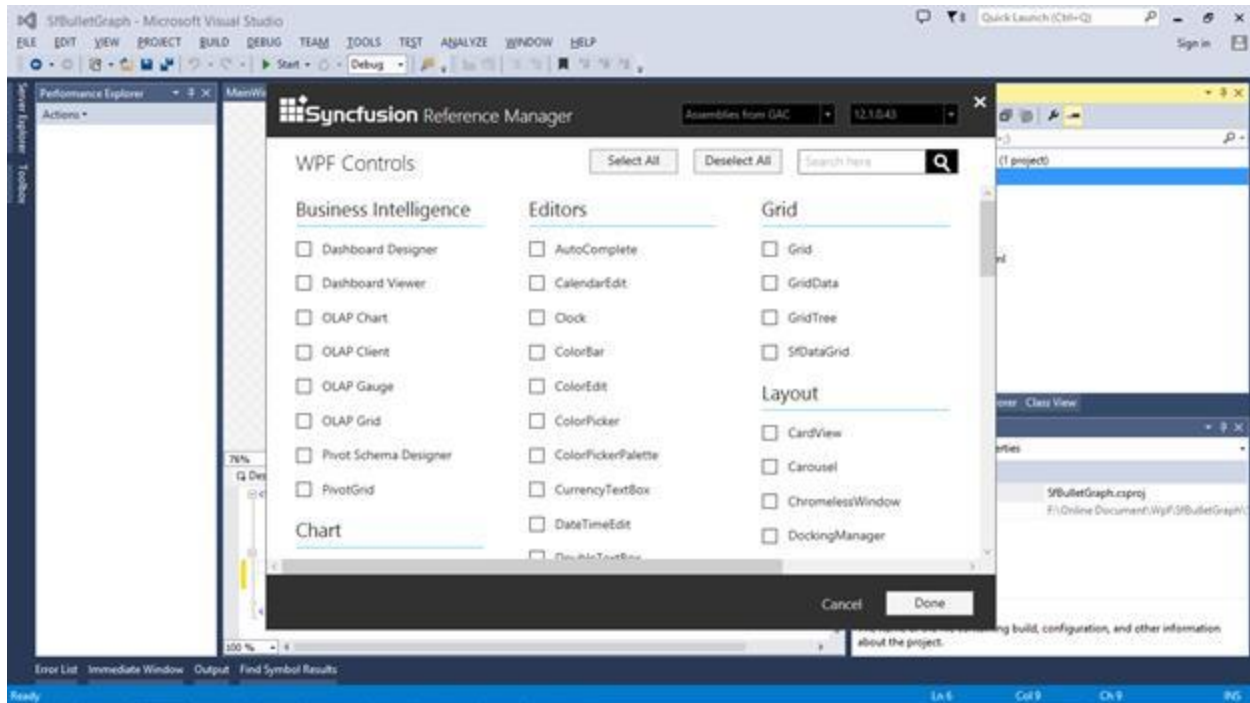 SfBulletGraph - Microsoft Visual Studio
Quick Launch (Ctrl+Q)
FILE EDIT VIEW PROJECT BUILD DEBUG TEAM TOOLS TEST ANALYZE WINDOW HELP
Sign in
Start Debug
Server Explorer
Toolbox
Performance Explorer
Actions
Syncfusion Reference Manager
Assemblies from GAC
12.1.0.43
WPF Controls
Select All
Deselect All
Search here
(1 project)
Business Intelligence
Dashboard Designer
Dashboard Viewer
OLAP Chart
OLAP Client
OLAP Gauge
OLAP Grid
Pivot Schema Designer
PivotGrid
Chart
Editors
AutoComplete
CalendarEdit
Clock
ColorBar
ColorEdit
ColorPicker
ColorPickerPalette
CurrencyTextBox
DateTimeEdit
DoubleTextBox
Grid
Grid
GridData
GridTree
SfDataGrid
Layout
CardView
Carousel
ChromelessWindow
DockingManager
Cancel
Done
Class View
SfBulletGraph.csproj
F:\Online Document\Wpf\SfBulletGraph\
build, configuration, and other information
about the project.
76%
100 %
Error List Immediate Window Output Find Symbol Results
Ready
Ln 6 Col 9 Ch 9 INS